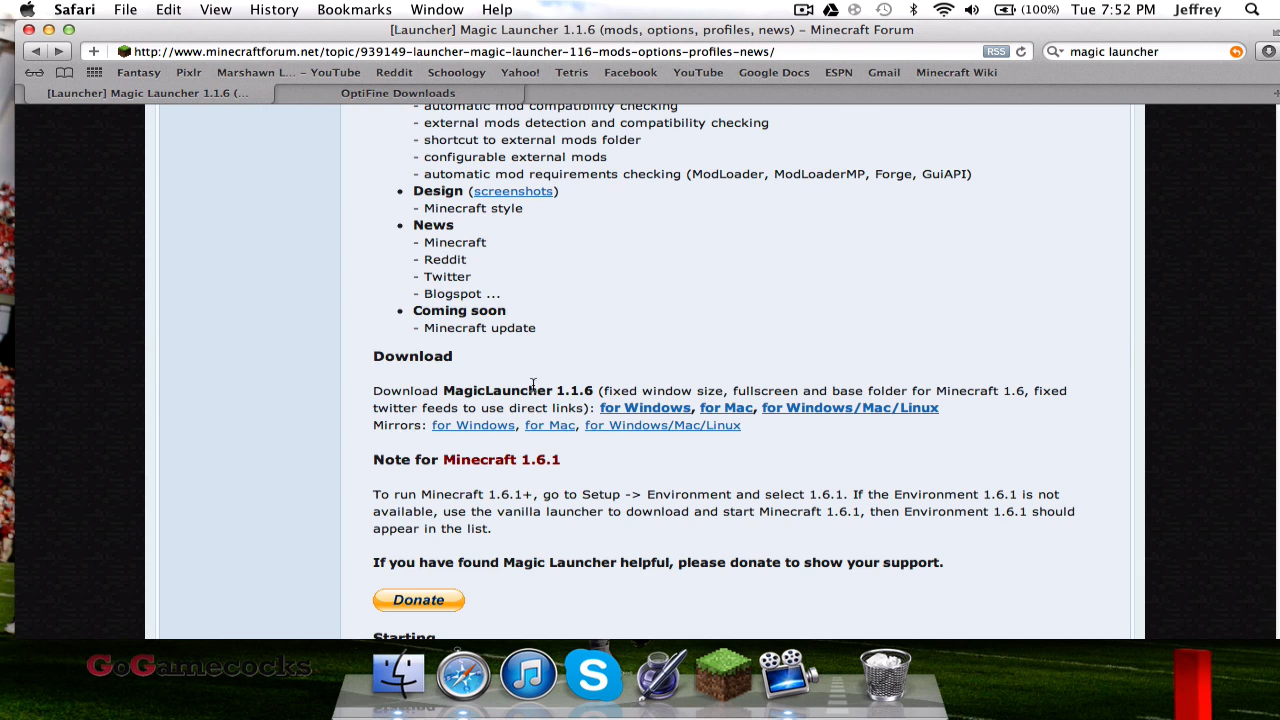 Safari File Edit View History Bookmarks Window Help (100%) Tue 7:52 PM Jeffrey
[Launcher] Magic Launcher 1.1.6 (mods, options, profiles, news) – Minecraft Forum
http://www.minecraftforum.net/topic/939149-launcher-magic-launcher-116-mods-options-profiles-news/ RSS magic launcher
Fantasy Pixlr Marshawn L... – YouTube Reddit Schoology Yahoo! Tetris Facebook YouTube Google Docs ESPN Gmail Minecraft Wiki
[Launcher] Magic Launcher 1.1.6 (... OptiFine Downloads
- automatic mod compatibility checking
- external mods detection and compatibility checking
- shortcut to external mods folder
- configurable external mods
- automatic mod requirements checking (ModLoader, ModLoaderMP, Forge, GuiAPI)
• Design (screenshots)
- Minecraft style
• News
- Minecraft
- Reddit
- Twitter
- Blogspot ...
• Coming soon
- Minecraft update
Download
Download MagicLauncher 1.1.6 (fixed window size, fullscreen and base folder for Minecraft 1.6, fixed
twitter feeds to use direct links): for Windows, for Mac, for Windows/Mac/Linux
Mirrors: for Windows, for Mac, for Windows/Mac/Linux
Note for Minecraft 1.6.1
To run Minecraft 1.6.1+, go to Setup -> Environment and select 1.6.1. If the Environment 1.6.1 is not
available, use the vanilla launcher to download and start Minecraft 1.6.1, then Environment 1.6.1 should
appear in the list.
If you have found Magic Launcher helpful, please donate to show your support.
Donate
Starting
GoGamecocks